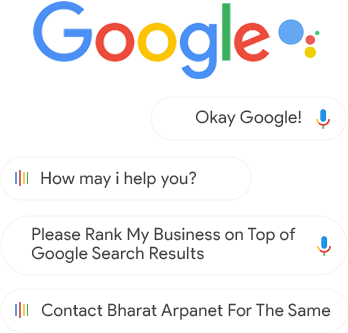 Google
Okay Google!
How may i help you?
Please Rank My Business on Top of
Google Search Results
Contact Bharat Arpanet For The Same